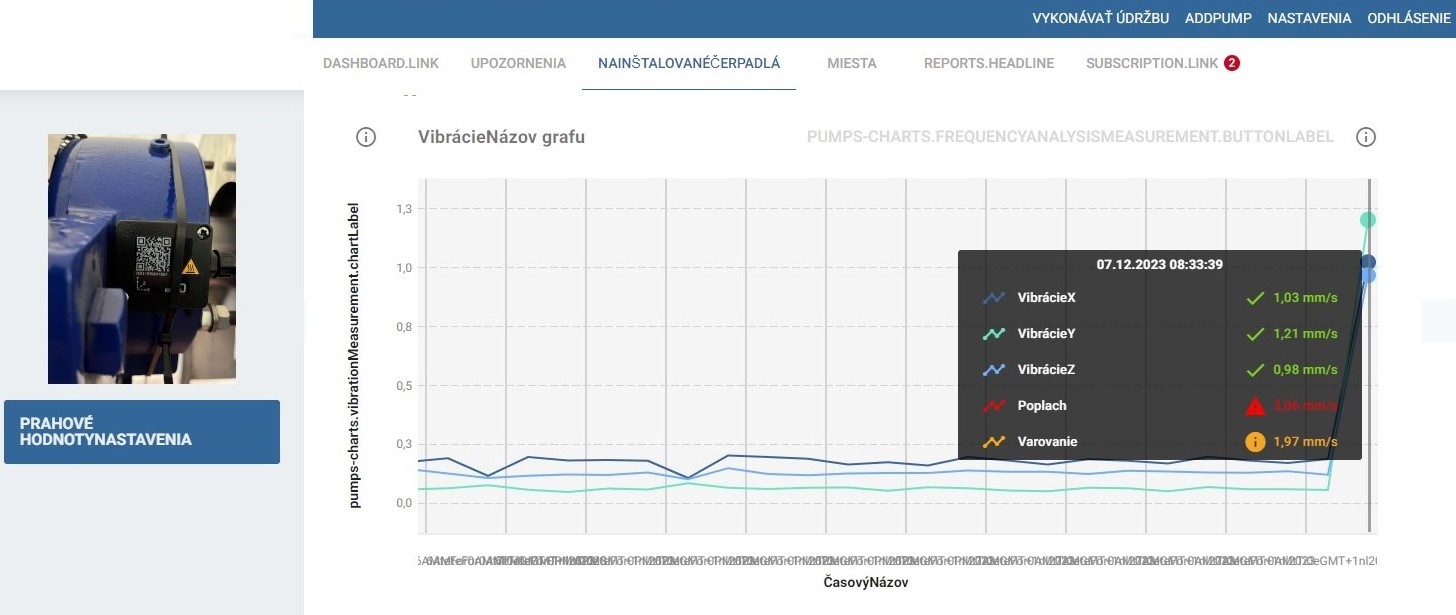 VYKONÁVAŤ ÚDRŽBU ADDPUMP NASTAVENIA ODHLÁSENIE
DASHBOARD.LINK UPOZORNENIA NAINŠTALOVANÉČERPADLÁ MIESTA REPORTS.HEADLINE SUBSCRIPTION.LINK 2
VibrácieNázov grafu PUMPS-CHARTS.FREQUENCYANALYSISMEASUREMENT.BUTTONLABEL
pumps-charts.vibrationMeasurement.chartLabel
1,3
1,0
0,8
0,5
0,3
0,0
07.12.2023 08:33:39
VibrácieX 1,03 mm/s
VibrácieY 1,21 mm/s
VibrácieZ 0,98 mm/s
Poplach 3,06 mm/s
Varovanie 1,97 mm/s
ČasovýNázov
PRAHOVÉ
HODNOTYNASTAVENIA